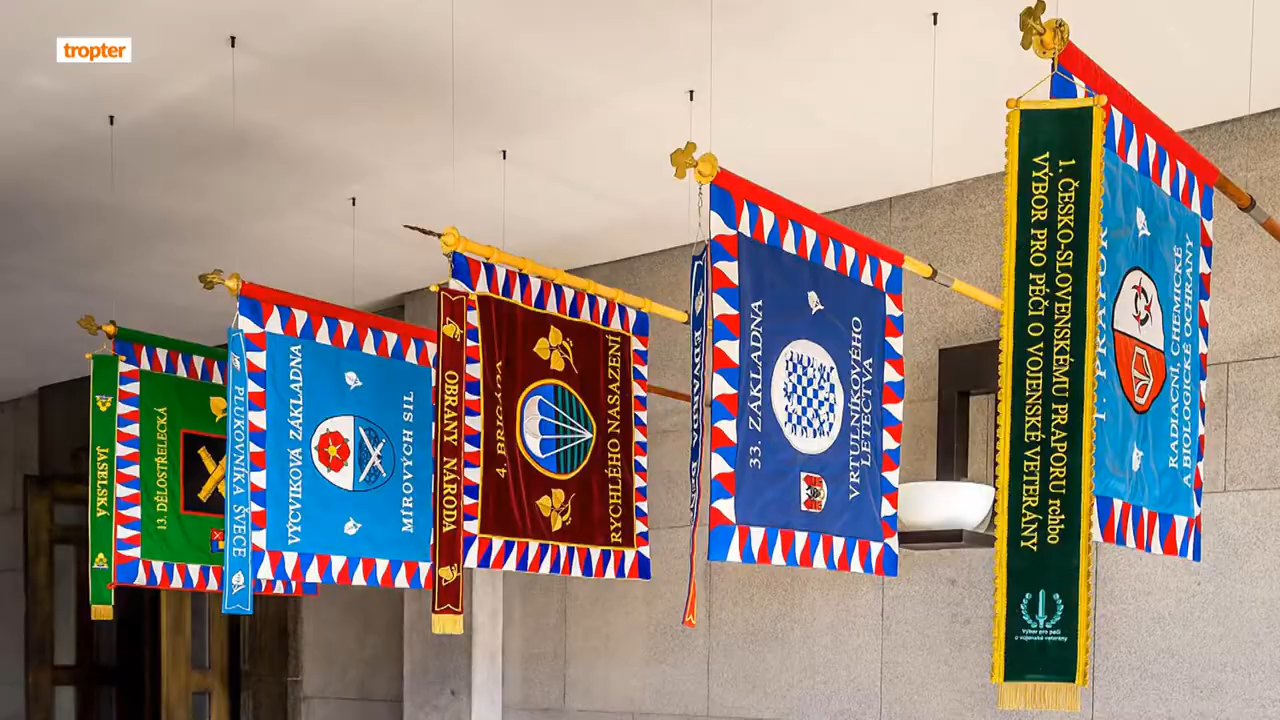 tropter
JASELSKÁ
13. DĚLOSTŘELECKÁ
PLUKOVNÍKA ŠVECE
VÝCVIKOVÁ ZÁKLADNA
MÍROVÝCH SIL
OBRANY NÁRODA
4. BRIGÁDA
RYCHLÉHO NASAZENÍ
EDVARDA
33. ZÁKLADNA
VRTULNÍKOVÉHO
LETECTVA
1. ČESKO-SLOVENSKÉMU PRAPORU rchbo
VÝBOR PRO PÉČI O VOJENSKÉ VETERÁNY
Výbor pro péči
o vojenské veterány
1. PRAPOR
RADIAČNÍ, CHEMICKÉ
A BIOLOGICKÉ OCHRANY